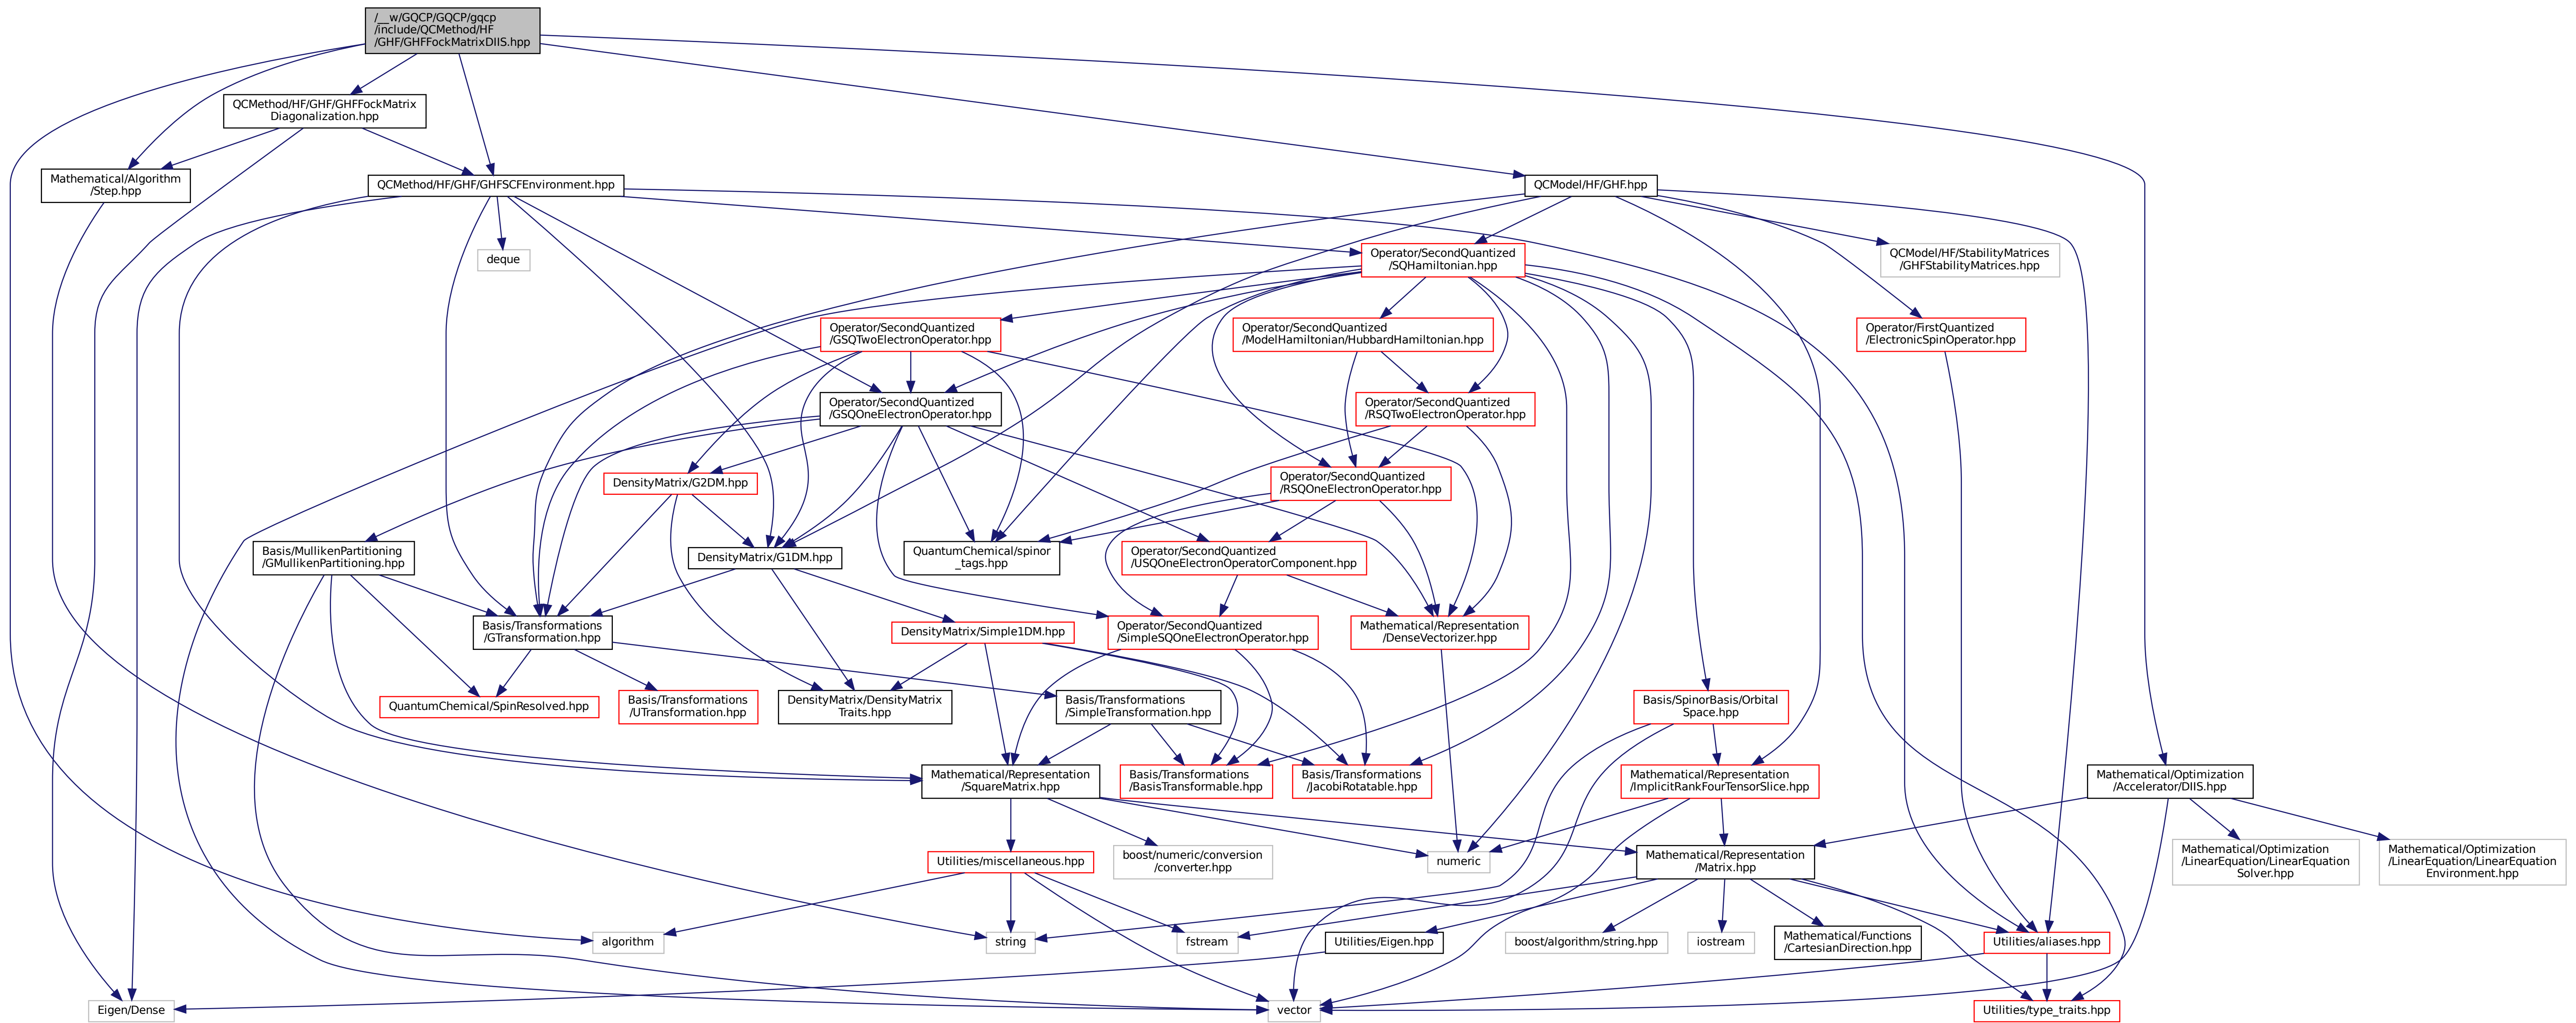 /__w/GQCP/GQCP/gqcp
/include/QCMethod/HF
/GHF/GHFFockMatrixDIIS.hpp
QCMethod/HF/GHF/GHFFockMatrix
Diagonalization.hpp
Mathematical/Algorithm
/Step.hpp
QCMethod/HF/GHF/GHFSCFEnvironment.hpp
QCModel/HF/GHF.hpp
deque
Operator/SecondQuantized
/SQHamiltonian.hpp
QCModel/HF/StabilityMatrices
/GHFStabilityMatrices.hpp
Operator/SecondQuantized
/GSQTwoElectronOperator.hpp
Operator/SecondQuantized
/ModelHamiltonian/HubbardHamiltonian.hpp
Operator/FirstQuantized
/ElectronicSpinOperator.hpp
Operator/SecondQuantized
/GSQOneElectronOperator.hpp
Operator/SecondQuantized
/RSQTwoElectronOperator.hpp
DensityMatrix/G2DM.hpp
Operator/SecondQuantized
/RSQOneElectronOperator.hpp
Basis/MullikenPartitioning
/GMullikenPartitioning.hpp
DensityMatrix/G1DM.hpp
QuantumChemical/spinor
_tags.hpp
Operator/SecondQuantized
/USQOneElectronOperatorComponent.hpp
Basis/Transformations
/GTransformation.hpp
DensityMatrix/Simple1DM.hpp
Operator/SecondQuantized
/SimpleSQOneElectronOperator.hpp
Mathematical/Representation
/DenseVectorizer.hpp
QuantumChemical/SpinResolved.hpp
Basis/Transformations
/UTransformation.hpp
DensityMatrix/DensityMatrix
Traits.hpp
Basis/Transformations
/SimpleTransformation.hpp
Basis/SpinorBasis/Orbital
Space.hpp
Mathematical/Representation
/SquareMatrix.hpp
Basis/Transformations
/BasisTransformable.hpp
Basis/Transformations
/JacobiRotatable.hpp
Mathematical/Representation
/ImplicitRankFourTensorSlice.hpp
Mathematical/Optimization
/Accelerator/DIIS.hpp
Utilities/miscellaneous.hpp
boost/numeric/conversion
/converter.hpp
numeric
Mathematical/Representation
/Matrix.hpp
Mathematical/Optimization
/LinearEquation/LinearEquation
Solver.hpp
Mathematical/Optimization
/LinearEquation/LinearEquation
Environment.hpp
algorithm
string
fstream
Utilities/Eigen.hpp
boost/algorithm/string.hpp
iostream
Mathematical/Functions
/CartesianDirection.hpp
Utilities/aliases.hpp
Eigen/Dense
vector
Utilities/type_traits.hpp